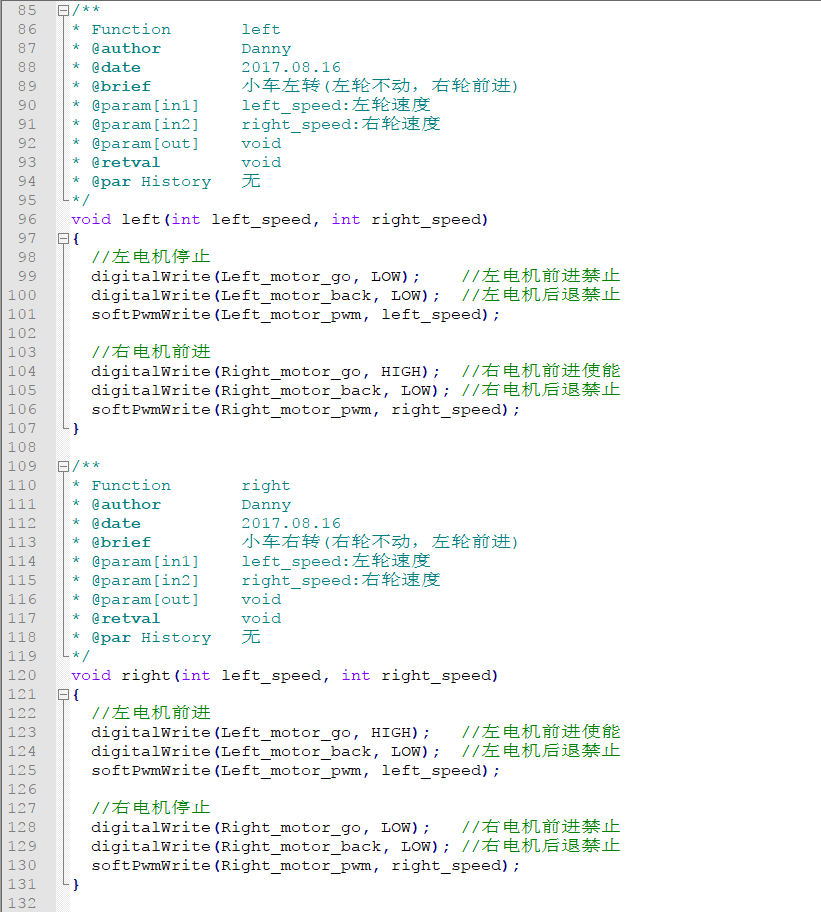 85 /**
86 * Function       left
87 * @author        Danny
88 * @date          2017.08.16
89 * @brief         小车左转(左轮不动，右轮前进)
90 * @param[in1]    left_speed:左轮速度
91 * @param[in2]    right_speed:右轮速度
92 * @param[out]    void
93 * @retval        void
94 * @par History   无
95 */
96 void left(int left_speed, int right_speed)
97 {
98   //左电机停止
99   digitalWrite(Left_motor_go, LOW);    //左电机前进禁止
100   digitalWrite(Left_motor_back, LOW);  //左电机后退禁止
101   softPwmWrite(Left_motor_pwm, left_speed);
102
103   //右电机前进
104   digitalWrite(Right_motor_go, HIGH);  //右电机前进使能
105   digitalWrite(Right_motor_back, LOW); //右电机后退禁止
106   softPwmWrite(Right_motor_pwm, right_speed);
107 }
108
109 /**
110 * Function       right
111 * @author        Danny
112 * @date          2017.08.16
113 * @brief         小车右转(右轮不动，左轮前进)
114 * @param[in1]    left_speed:左轮速度
115 * @param[in2]    right_speed:右轮速度
116 * @param[out]    void
117 * @retval        void
118 * @par History   无
119 */
120 void right(int left_speed, int right_speed)
121 {
122   //左电机前进
123   digitalWrite(Left_motor_go, HIGH);   //左电机前进使能
124   digitalWrite(Left_motor_back, LOW);  //左电机后退禁止
125   softPwmWrite(Left_motor_pwm, left_speed);
126
127   //右电机停止
128   digitalWrite(Right_motor_go, LOW);   //右电机前进禁止
129   digitalWrite(Right_motor_back, LOW); //右电机后退禁止
130   softPwmWrite(Right_motor_pwm, right_speed);
131 }
132